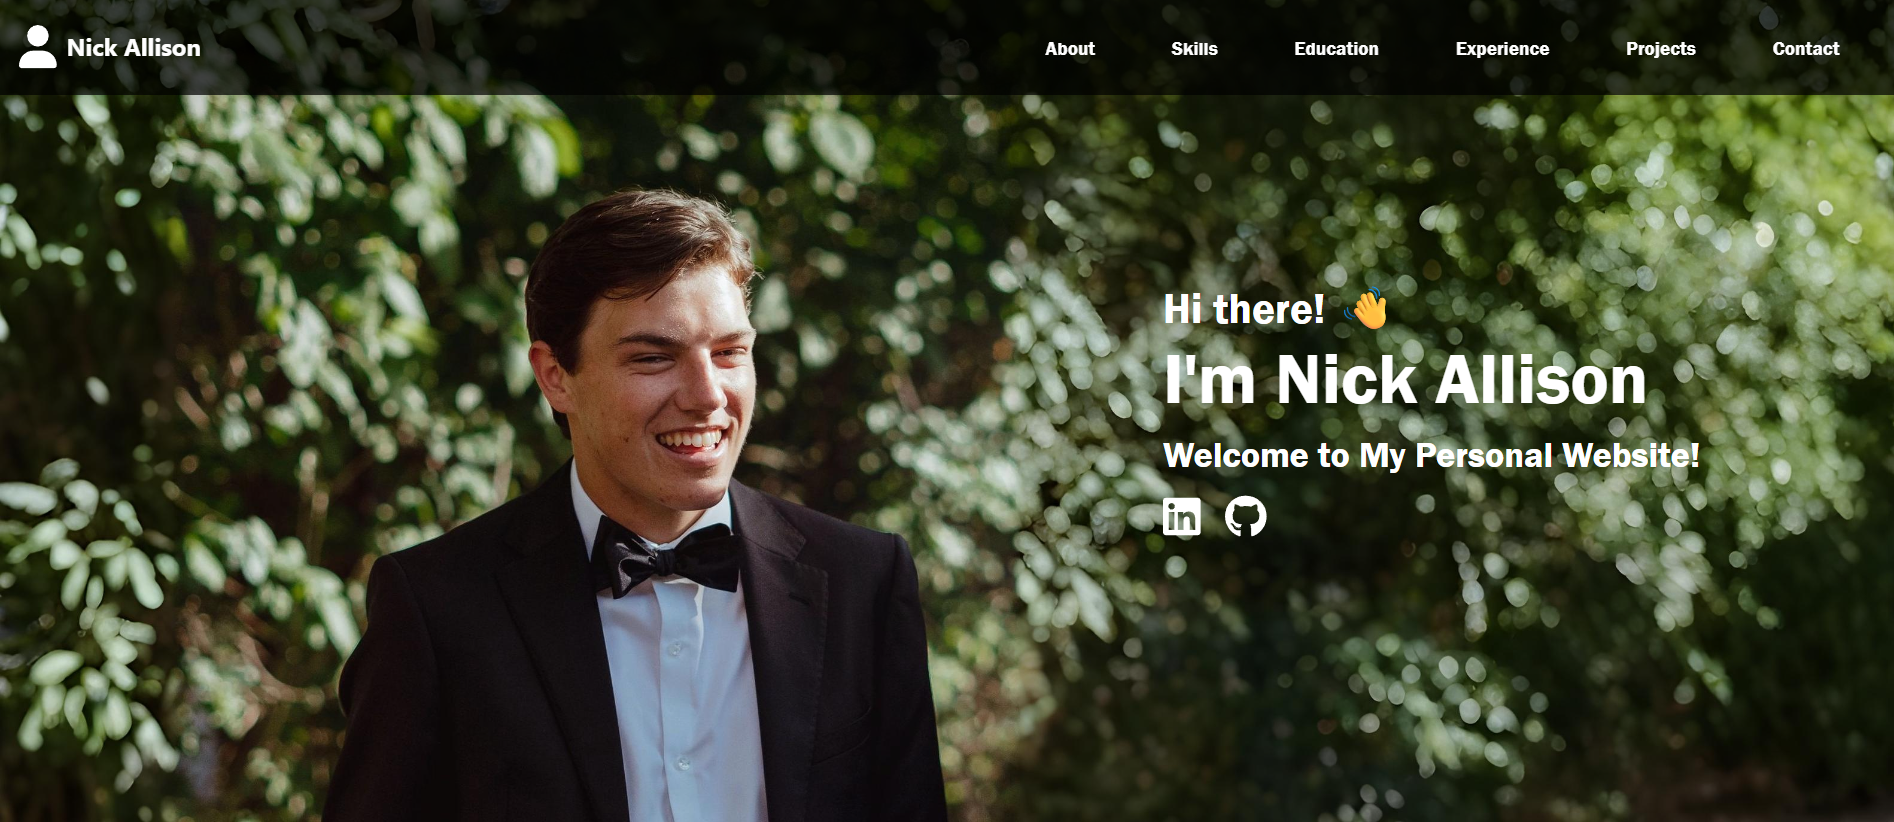 Nick Allison
About Skills Education Experience Projects Contact
Hi there! 👋
I'm Nick Allison
Welcome to My Personal Website!
in